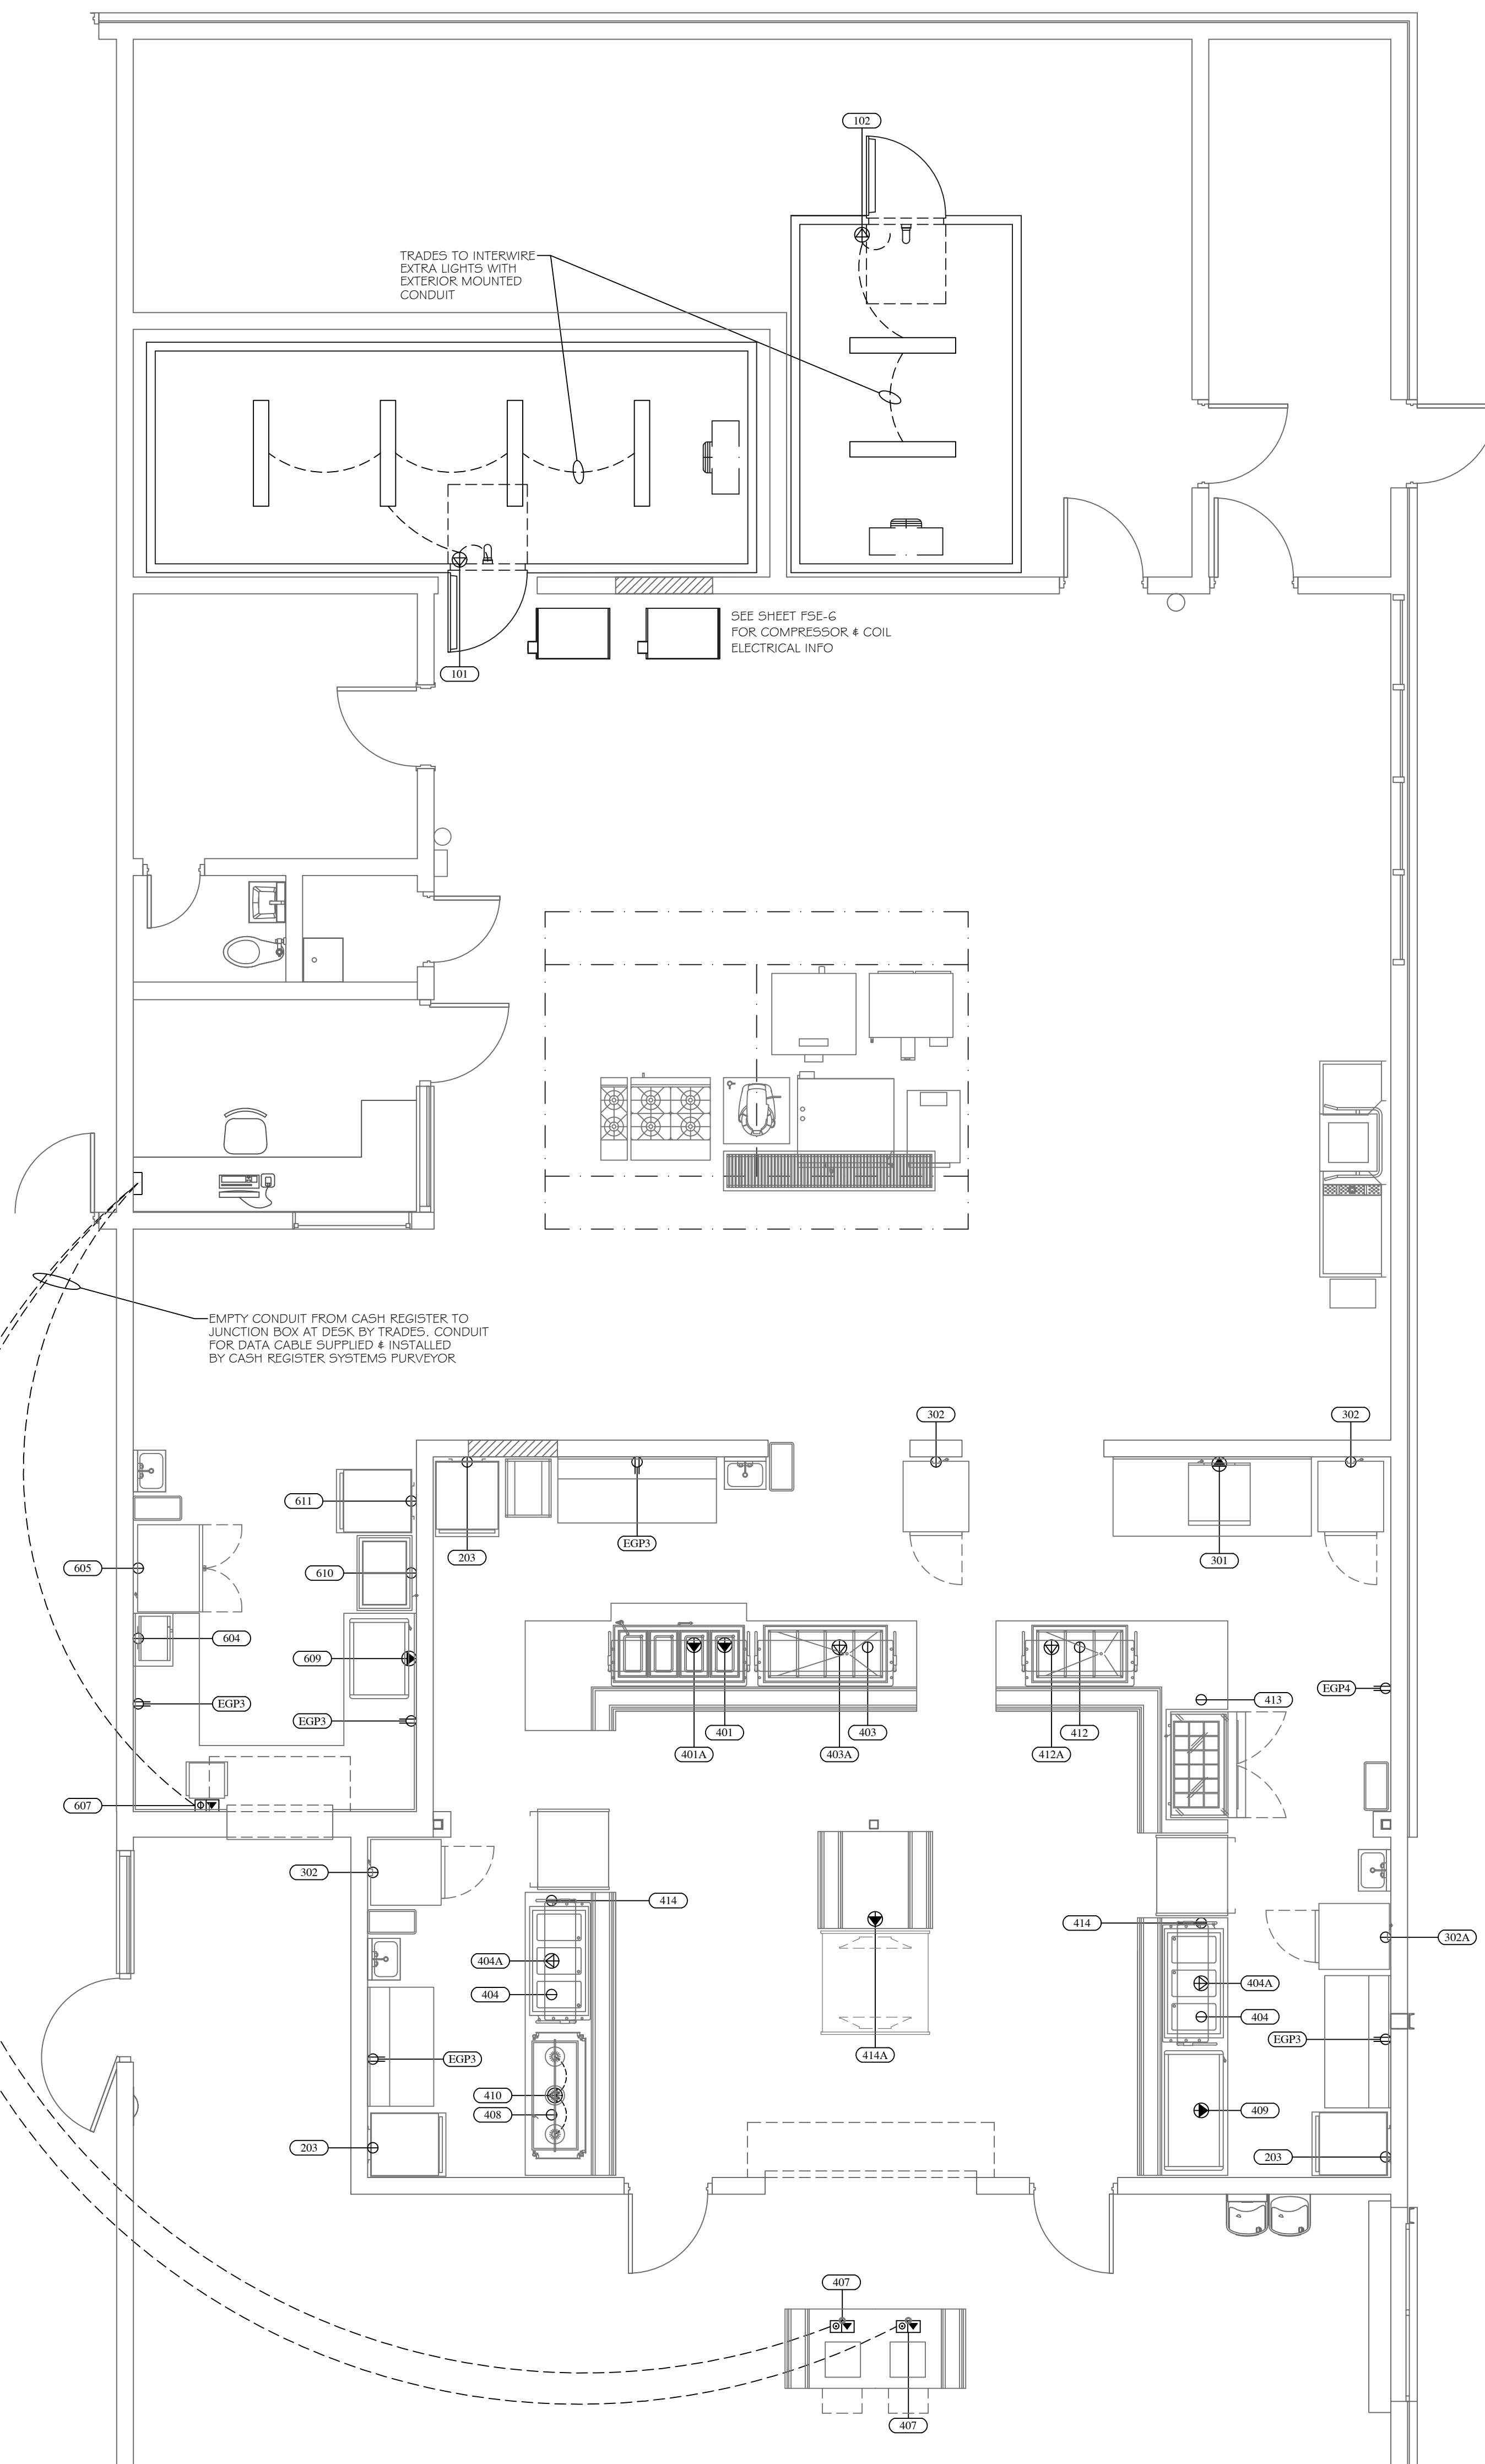 102
TRADES TO INTERWIRE
EXTRA LIGHTS WITH
EXTERIOR MOUNTED
CONDUIT
SEE SHEET FSE-6
FOR COMPRESSOR & COIL
ELECTRICAL INFO
101
EMPTY CONDUIT FROM CASH REGISTER TO
JUNCTION BOX AT DESK BY TRADES. CONDUIT
FOR DATA CABLE SUPPLIED & INSTALLED
BY CASH REGISTER SYSTEMS PURVEYOR
302
302
611
EGP3
203
301
605
610
604
609
EGP4
413
EGP3
EGP3
401
403
412
401A
403A
412A
607
302
414
414
302A
404A
404A
404
404
EGP3
EGP3
414A
410
409
408
203
203
407
407